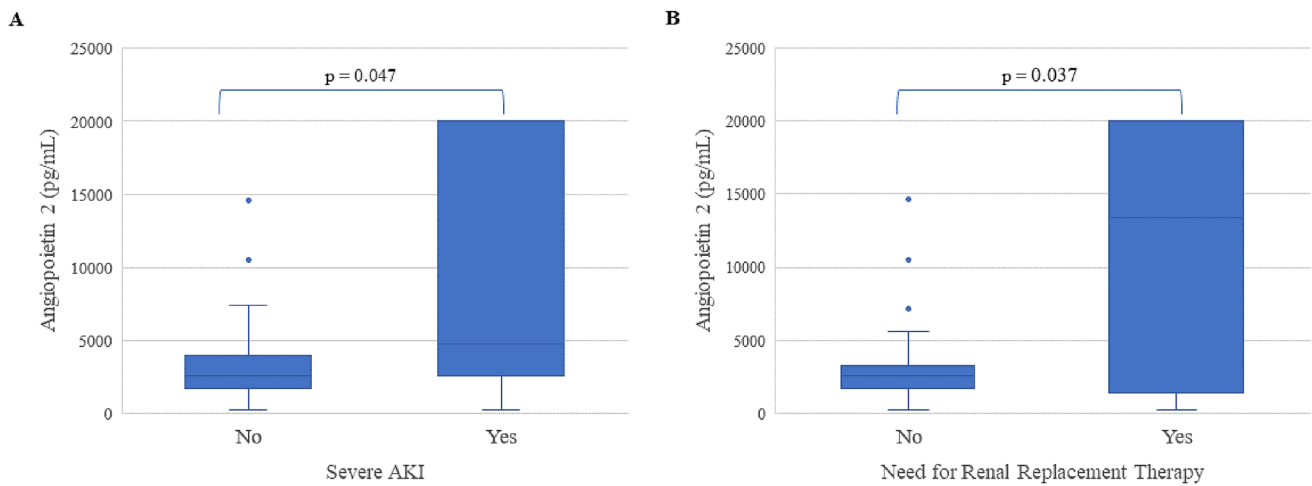 A
25000
20000
15000
10000
5000
0
Angiopoietin 2 (pg/mL)
p = 0.047
No
Yes
Severe AKI
B
25000
20000
15000
10000
5000
0
Angiopoietin 2 (pg/mL)
p = 0.037
No
Yes
Need for Renal Replacement Therapy